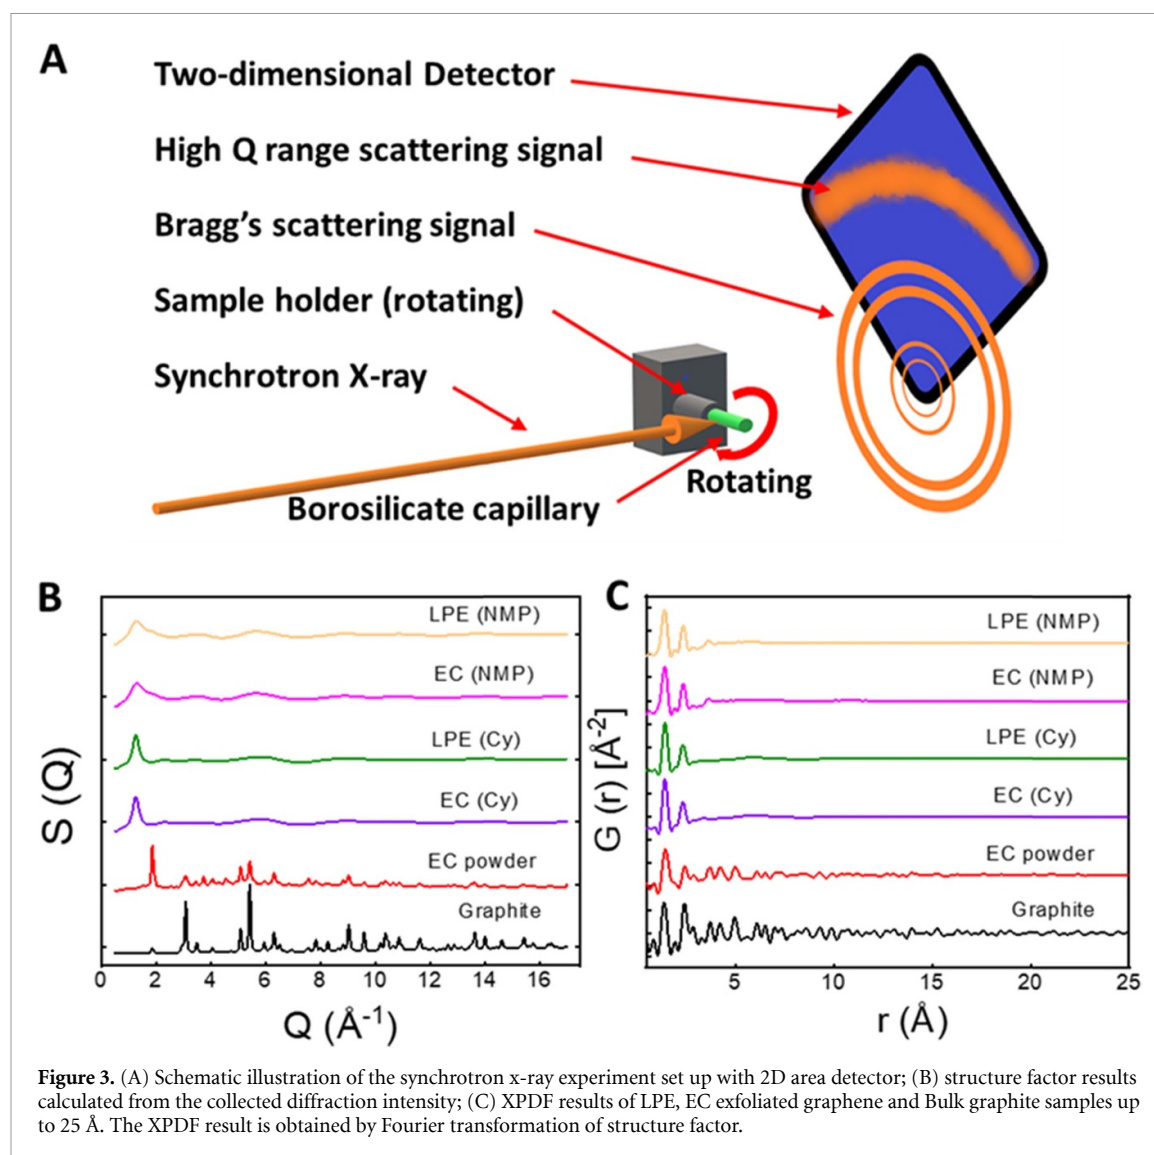 A
Two-dimensional Detector
High Q range scattering signal
Bragg’s scattering signal
Sample holder (rotating)
Synchrotron X-ray
Rotating
Borosilicate capillary
B
LPE (NMP)
EC (NMP)
LPE (Cy)
EC (Cy)
EC powder
Graphite
S (Q)
0 2 4 6 8 10 12 14 16
Q (Å⁻¹)
C
LPE (NMP)
EC (NMP)
LPE (Cy)
EC (Cy)
EC powder
Graphite
G (r) [Å⁻²]
5 10 15 20 25
r (Å)
Figure 3. (A) Schematic illustration of the synchrotron x-ray experiment set up with 2D area detector; (B) structure factor results
calculated from the collected diffraction intensity; (C) XPDF results of LPE, EC exfoliated graphene and Bulk graphite samples up
to 25 Å. The XPDF result is obtained by Fourier transformation of structure factor.